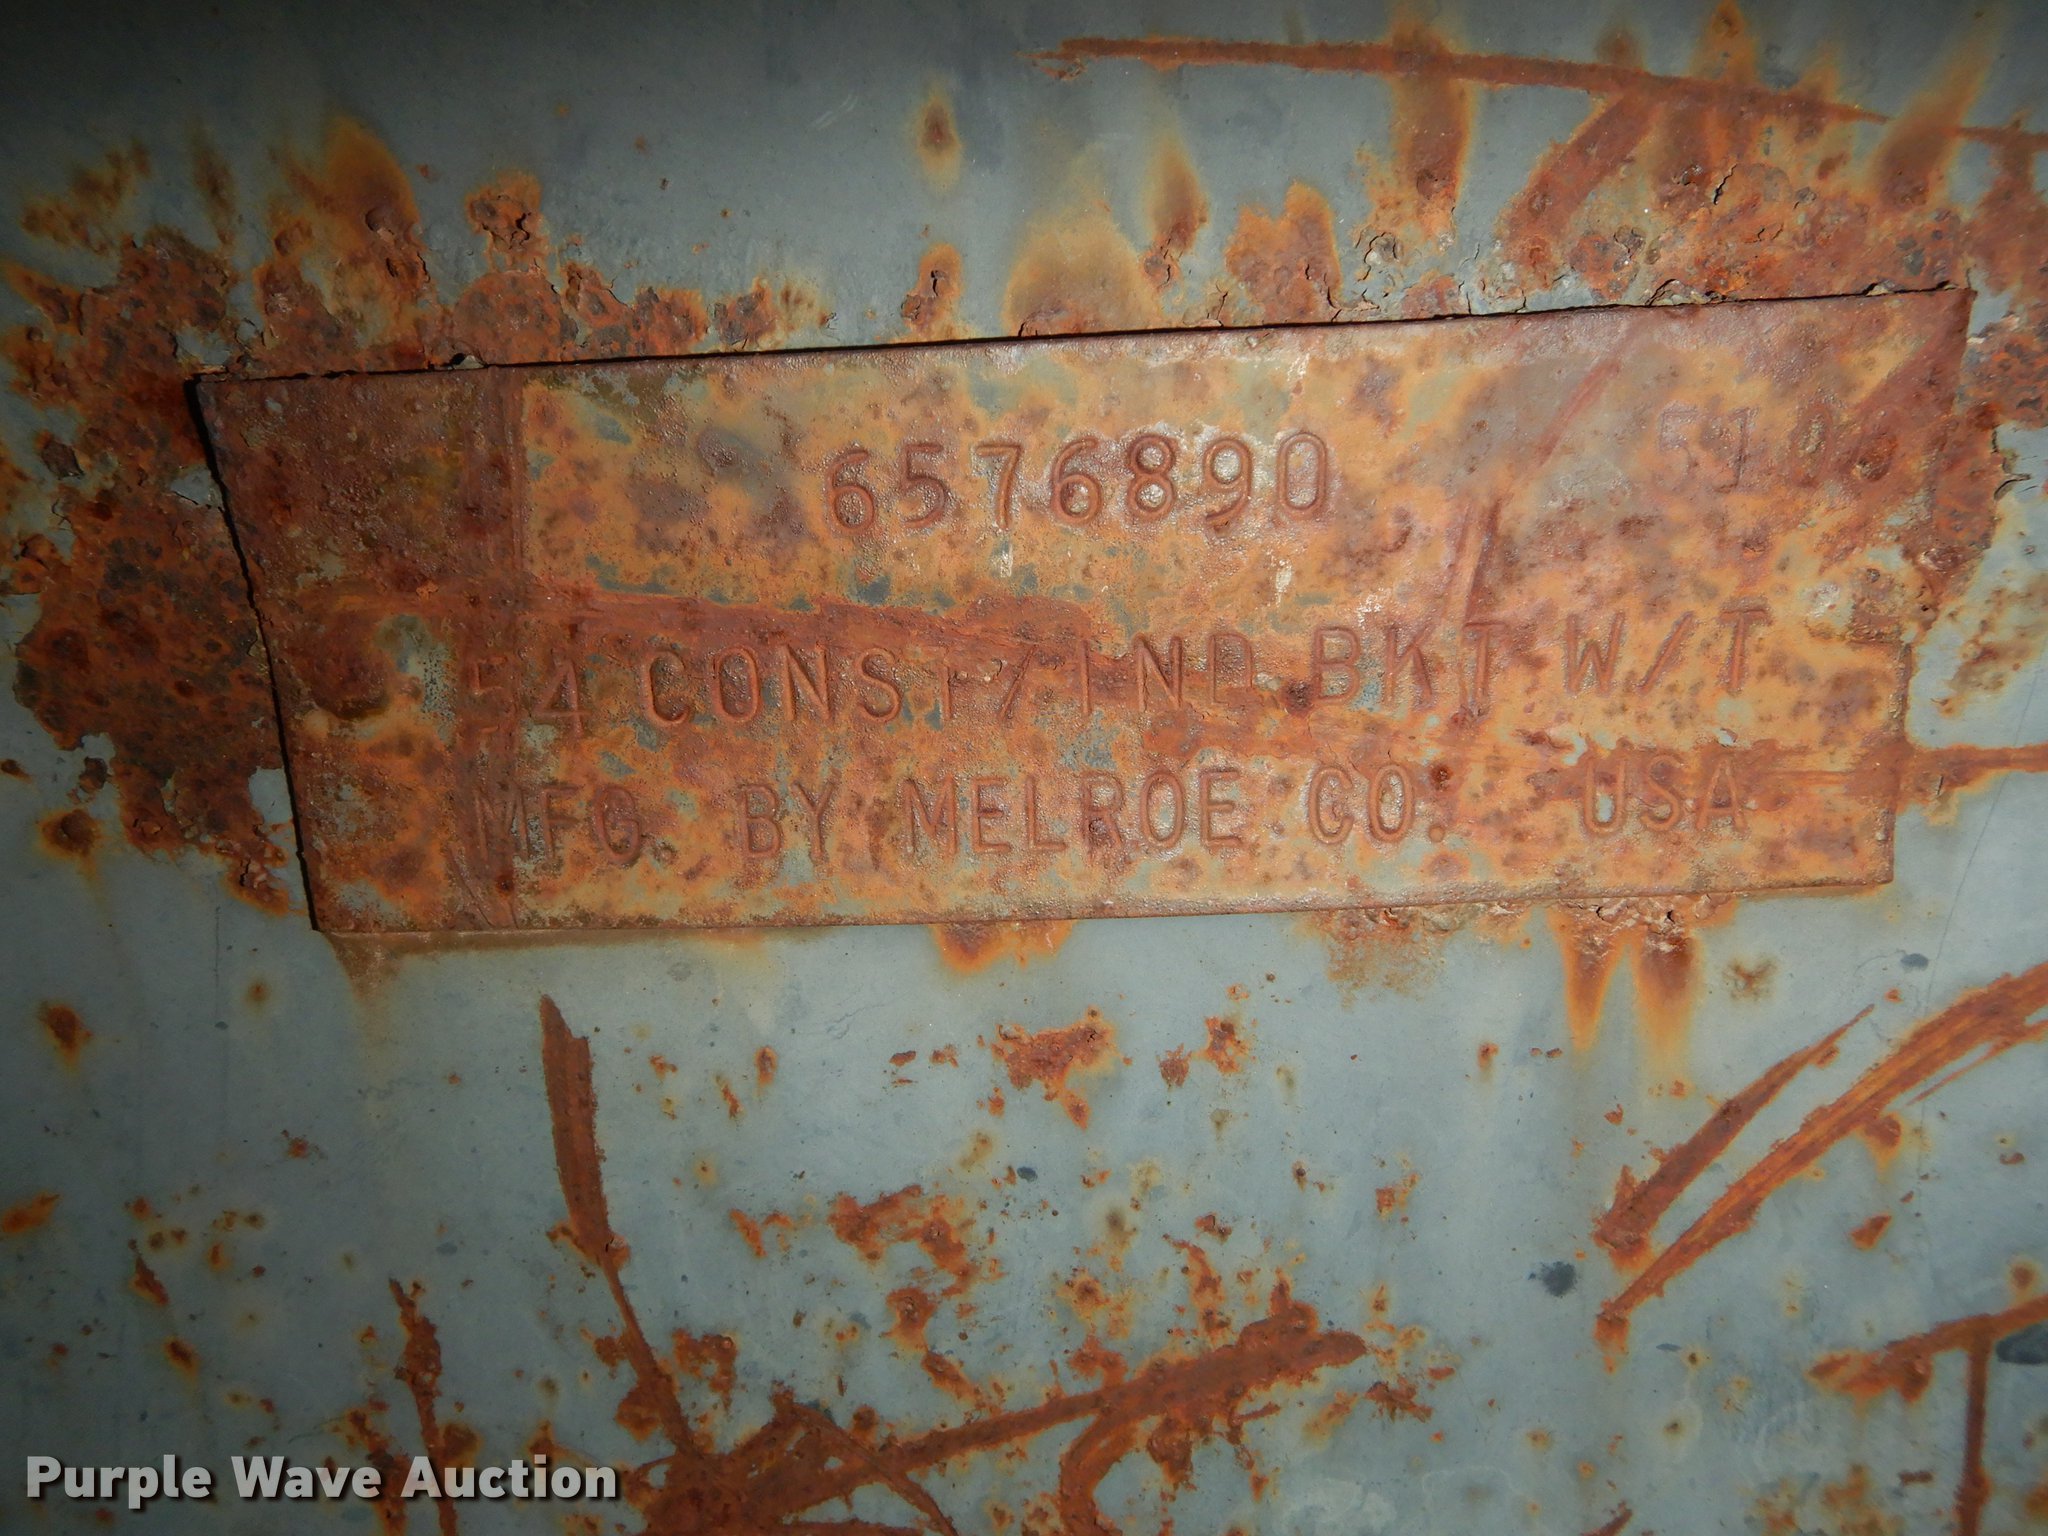 6576890
54 CONST/IND.BKT W/T
MFG. BY MELROE CO. USA
Purple Wave Auction